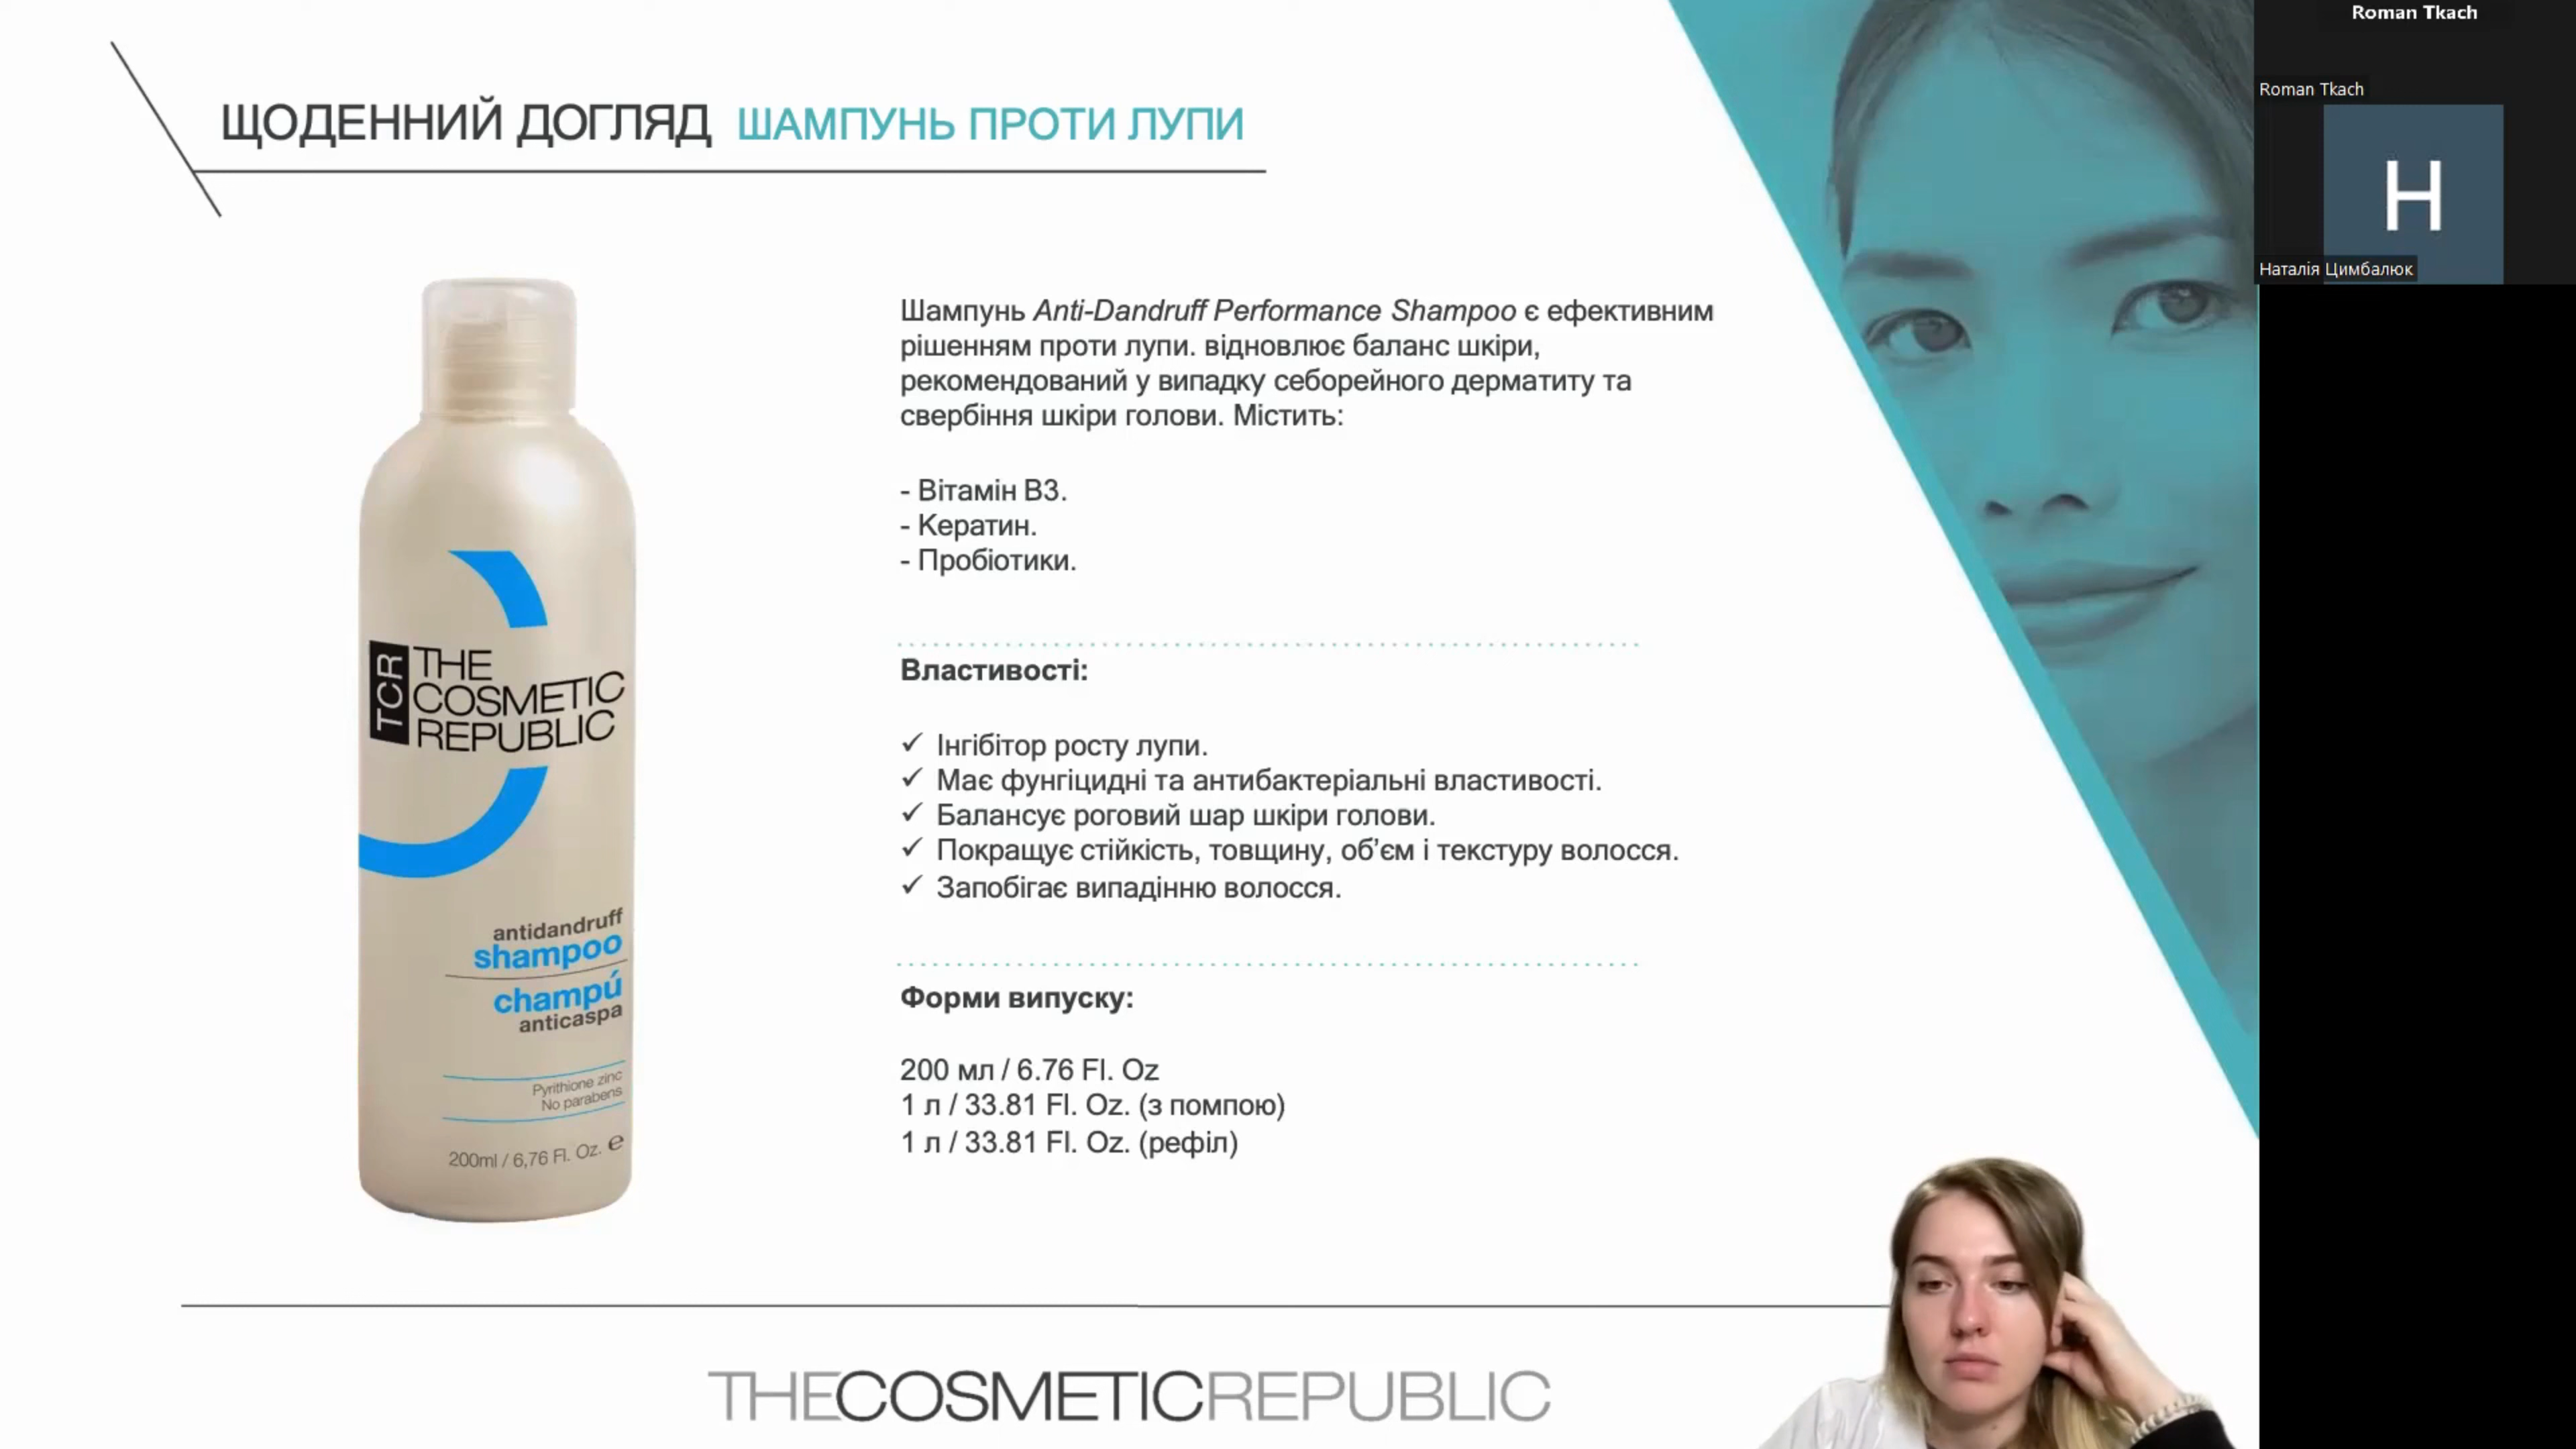 ЩОДЕННИЙ ДОГЛЯД ШАМПУНЬ ПРОТИ ЛУПИ
Roman Tkach
Roman Tkach
H
Наталія Цимбалюк
Шампунь Anti-Dandruff Performance Shampoo є ефективним
рішенням проти лупи. відновлює баланс шкіри,
рекомендований у випадку себорейного дерматиту та
свербіння шкіри голови. Містить:
- Вітамін B3.
- Кератин.
- Пробіотики.
Властивості:
✓ Інгібітор росту лупи.
✓ Має фунгіцидні та антибактеріальні властивості.
✓ Балансує роговий шар шкіри голови.
✓ Покращує стійкість, товщину, об’єм і текстуру волосся.
✓ Запобігає випадінню волосся.
Форми випуску:
200 мл / 6.76 Fl. Oz
1 л / 33.81 Fl. Oz. (з помпою)
1 л / 33.81 Fl. Oz. (рефіл)
TCR
THE
COSMETIC
REPUBLIC
antidandruff
shampoo
champú
anticaspa
Pyrithione zinc
No parabens
200ml / 6,76 Fl. Oz. e
THECOSMETICREPUBLIC